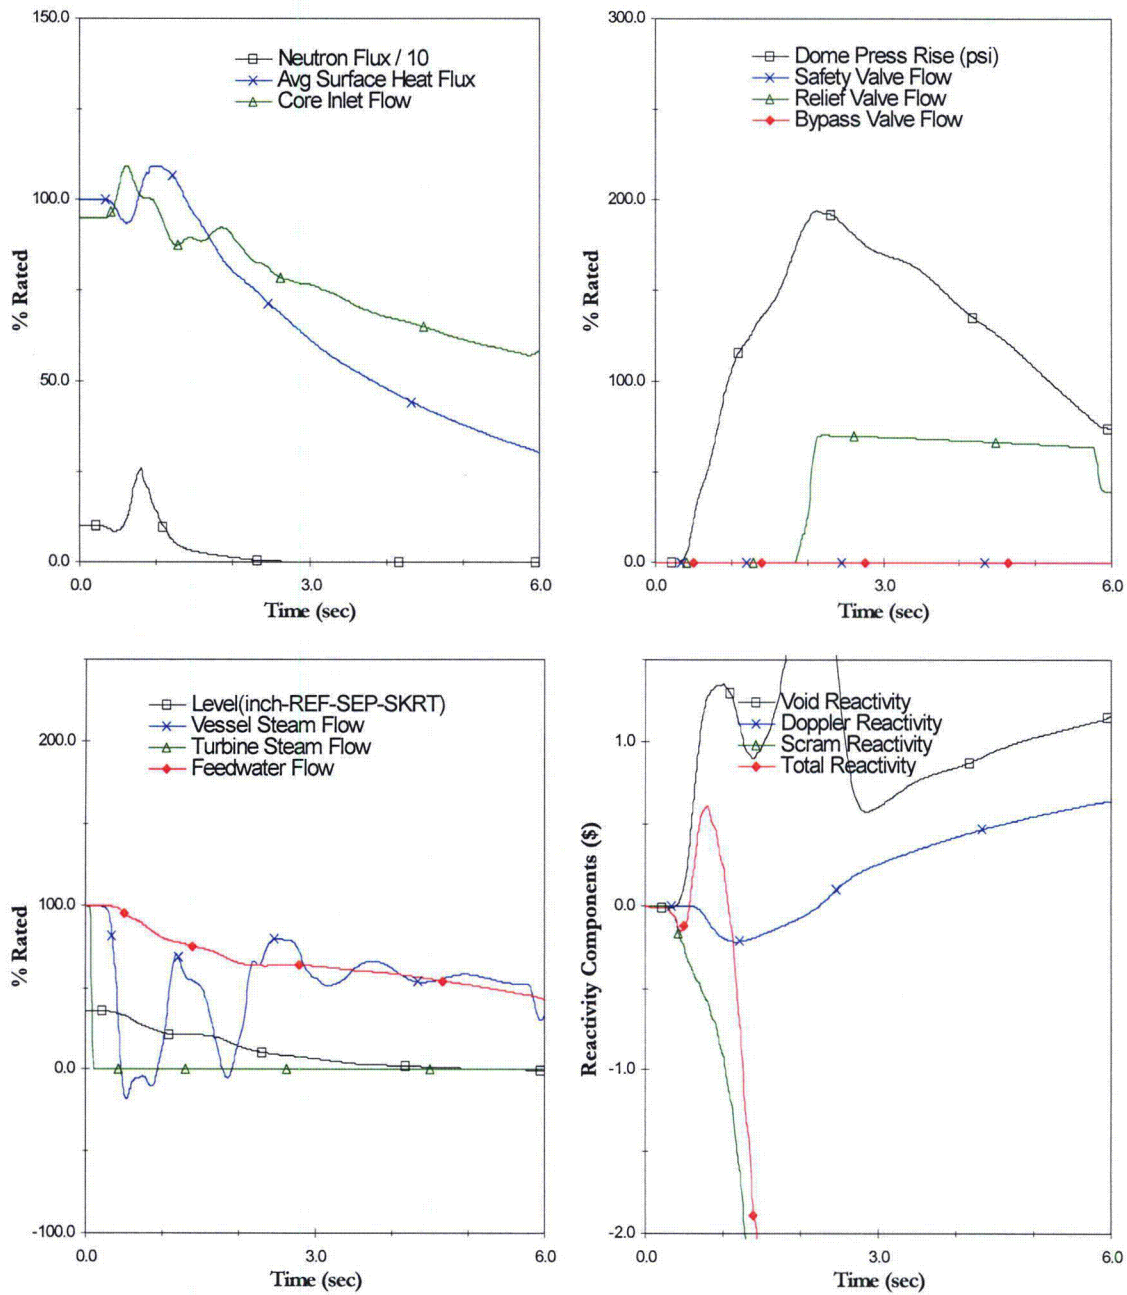 150.0
Neutron Flux / 10
Avg Surface Heat Flux
Core Inlet Flow
100.0
% Rated
50.0
0.0
0.0
3.0
6.0
Time (sec)
300.0
Dome Press Rise (psi)
Safety Valve Flow
Relief Valve Flow
Bypass Valve Flow
200.0
% Rated
100.0
0.0
0.0
3.0
6.0
Time (sec)
Level(inch-REF-SEP-SKRT)
Vessel Steam Flow
Turbine Steam Flow
Feedwater Flow
200.0
100.0
% Rated
0.0
-100.0
0.0
3.0
6.0
Time (sec)
Void Reactivity
Doppler Reactivity
Scram Reactivity
Total Reactivity
1.0
0.0
Reactivity Components ($)
-1.0
-2.0
0.0
3.0
6.0
Time (sec)